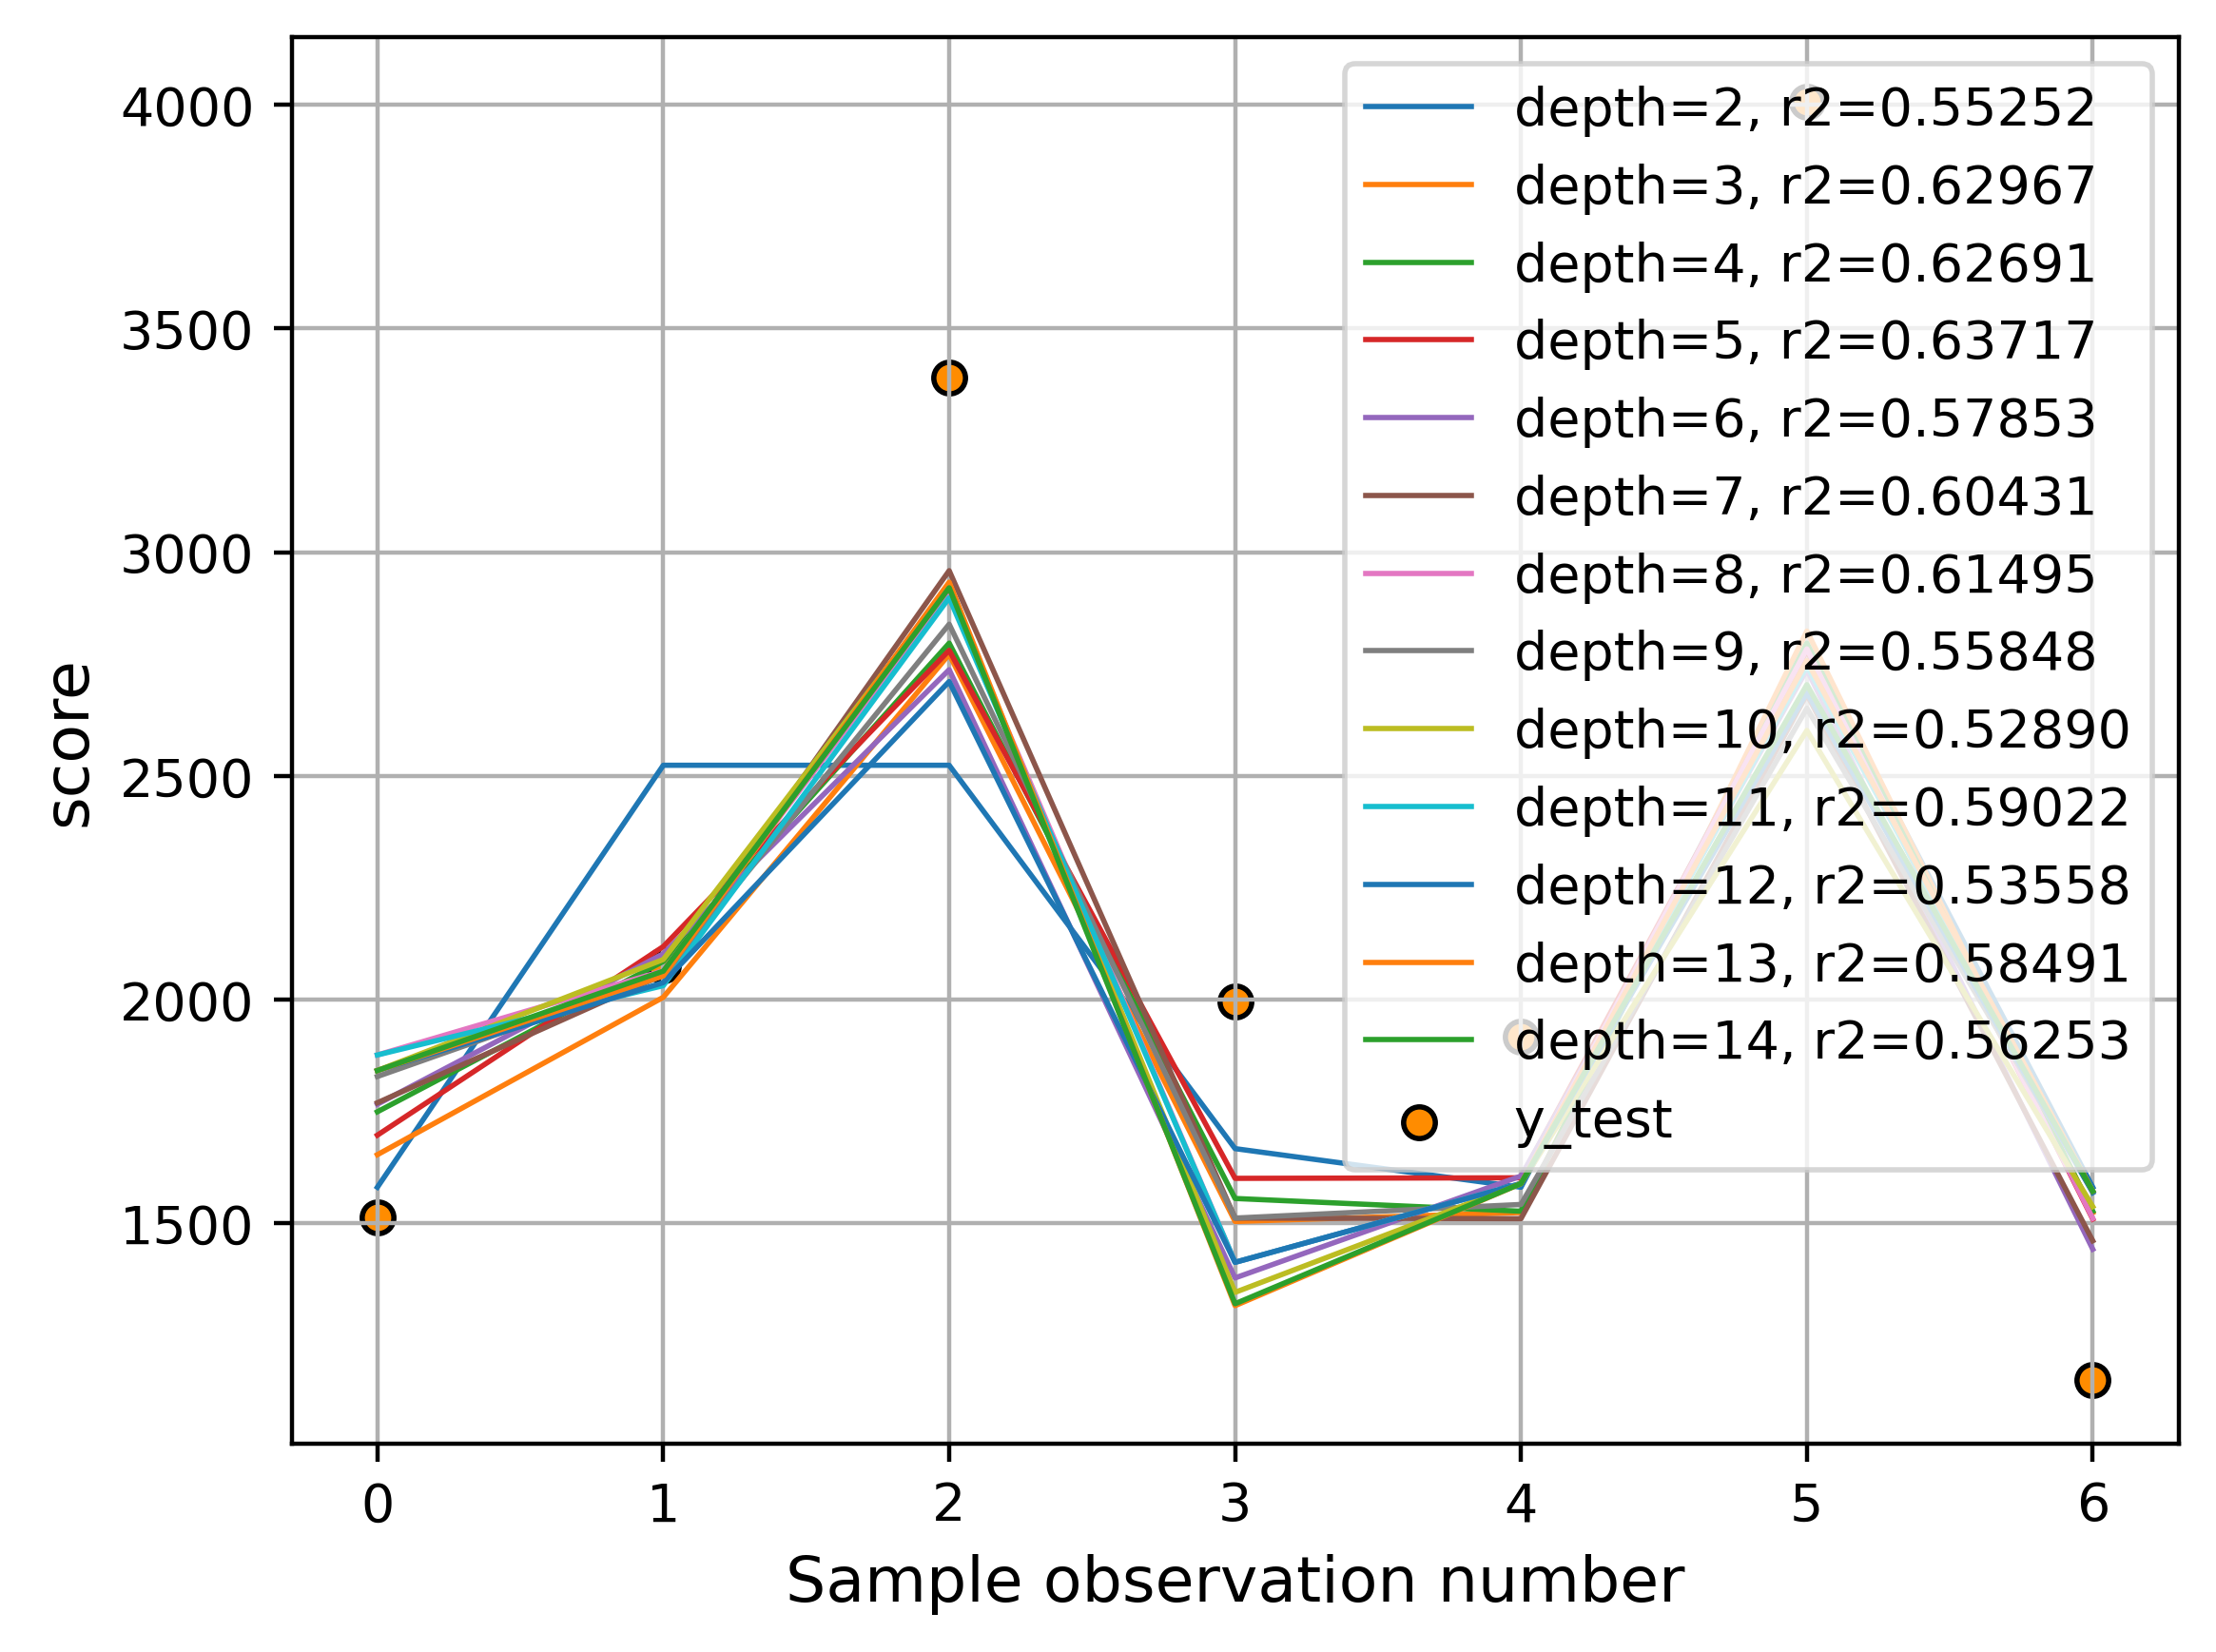 4000
3500
3000
2500
2000
1500
score
0 1 2 3 4 5 6
Sample observation number
depth=2, r2=0.55252
depth=3, r2=0.62967
depth=4, r2=0.62691
depth=5, r2=0.63717
depth=6, r2=0.57853
depth=7, r2=0.60431
depth=8, r2=0.61495
depth=9, r2=0.55848
depth=10, r2=0.52890
depth=11, r2=0.59022
depth=12, r2=0.53558
depth=13, r2=0.58491
depth=14, r2=0.56253
y_test